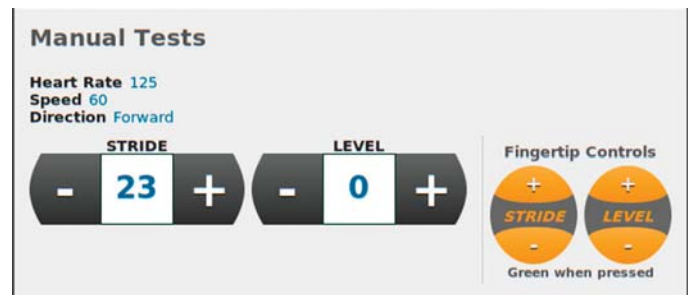 Manual Tests
Heart Rate 125
Speed 60
Direction Forward
STRIDE
- 23 +
LEVEL
- 0 +
Fingertip Controls
+ +
STRIDE LEVEL
- -
Green when pressed